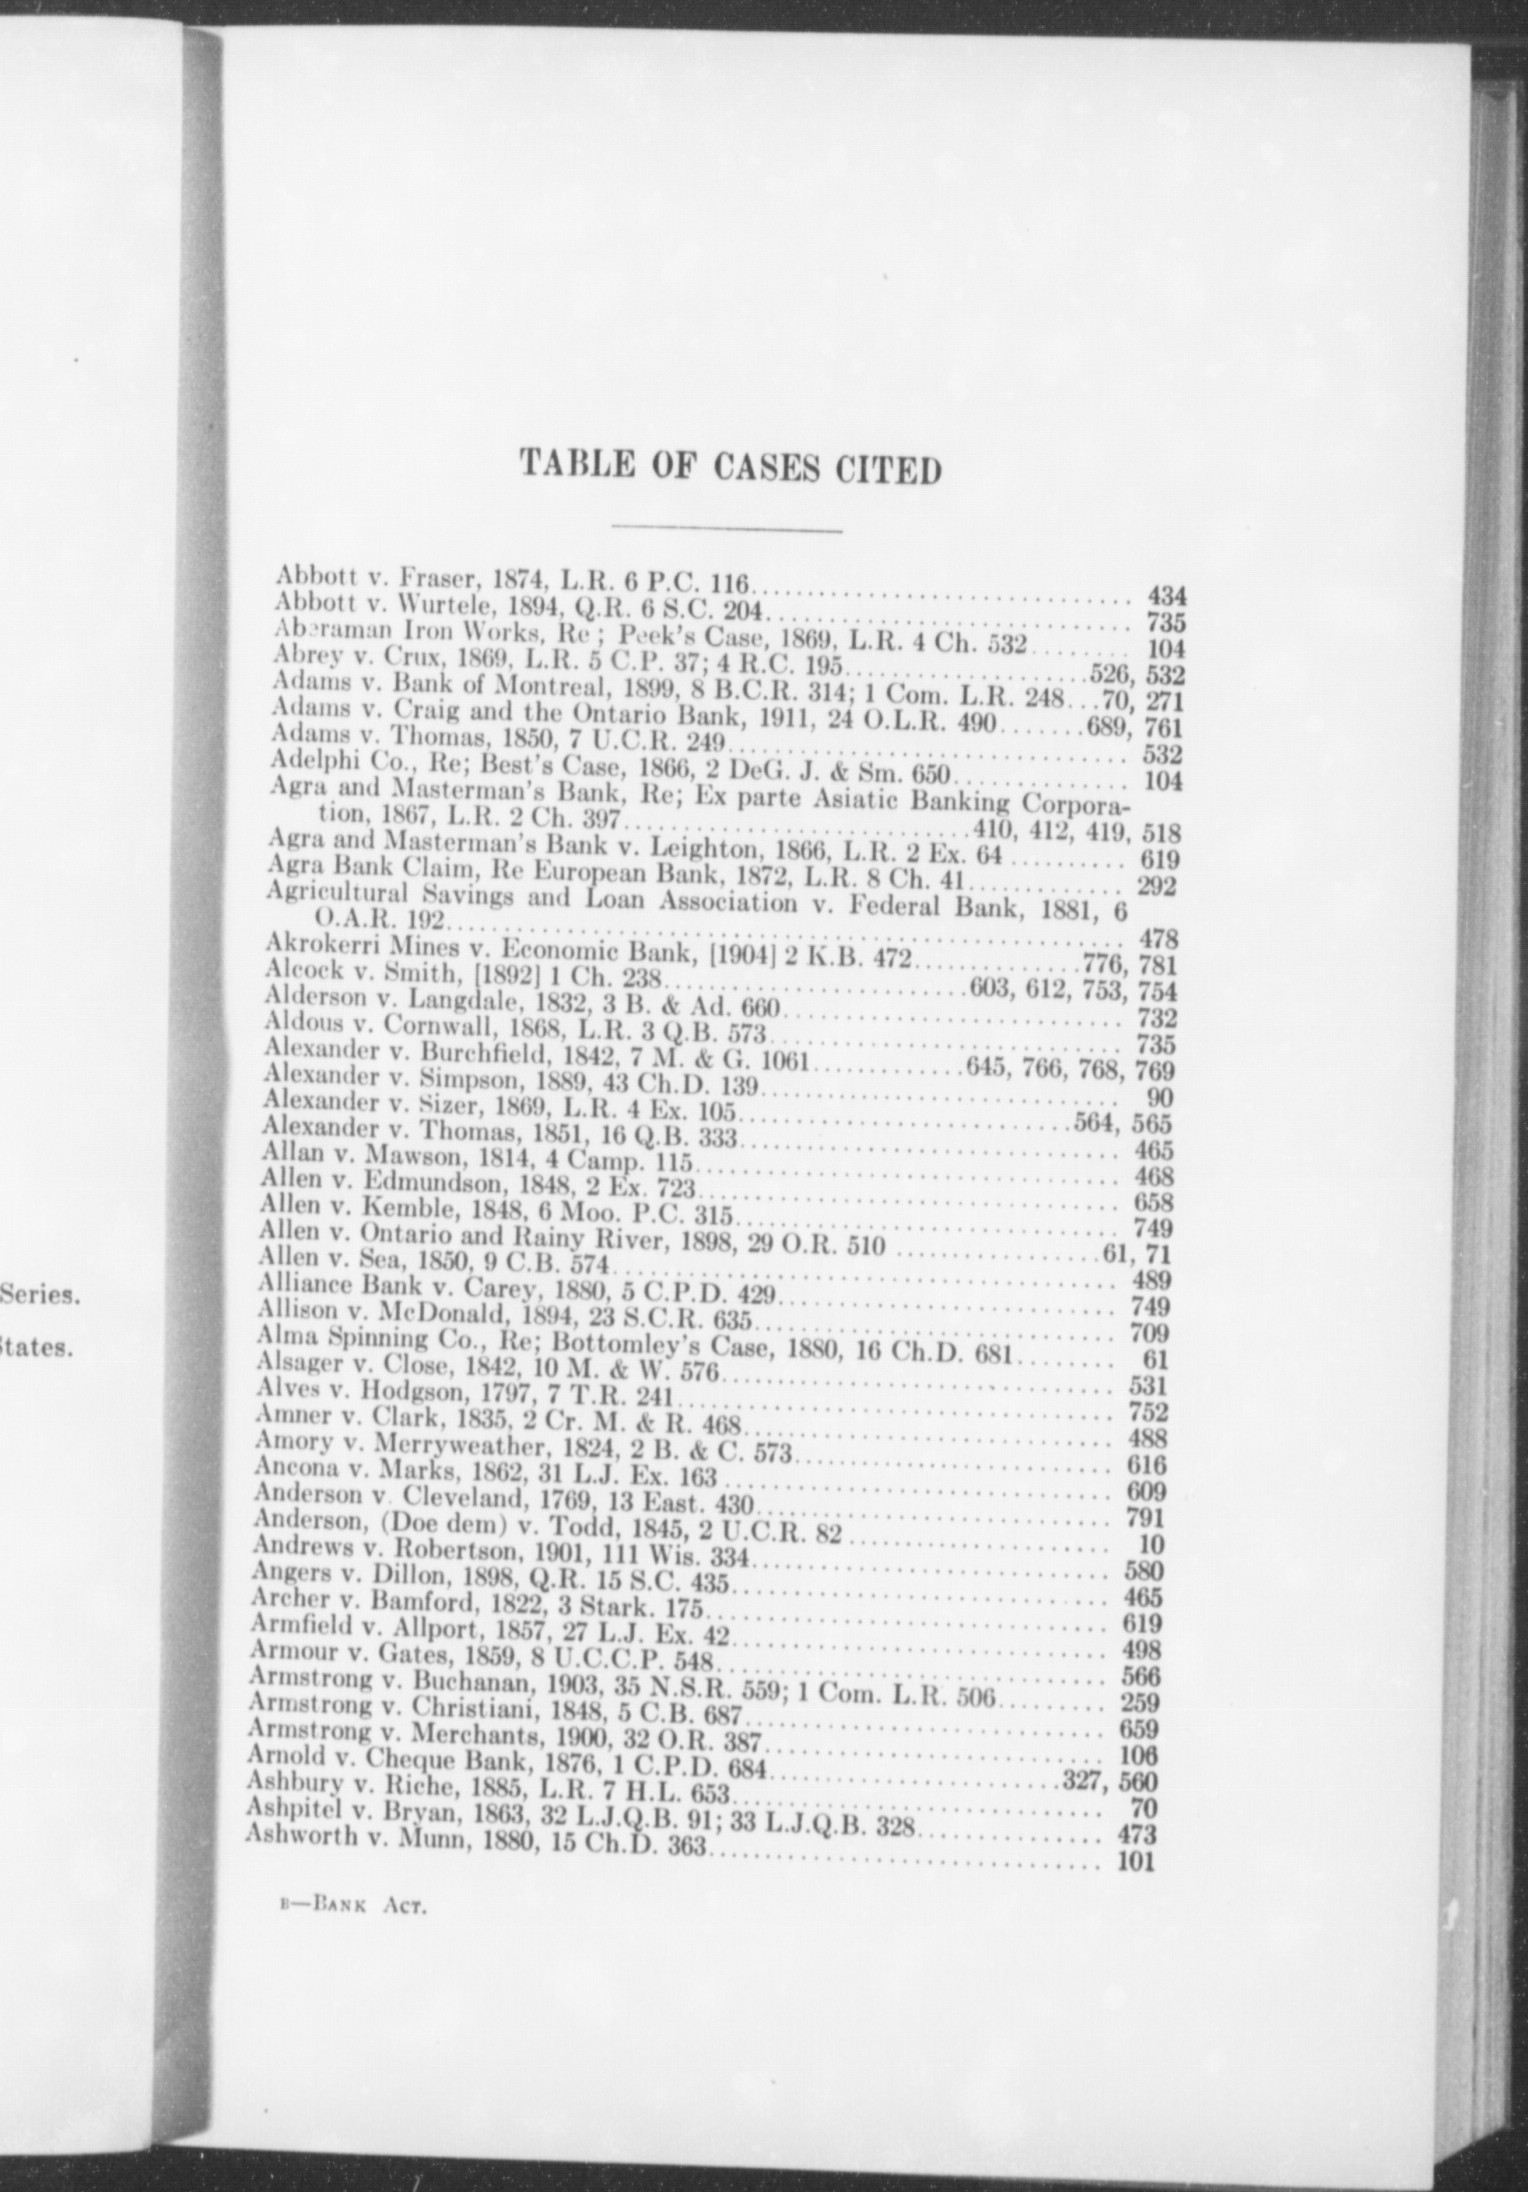 Series.
States.
TABLE OF CASES CITED
Abbott v. Fraser, 1874, L.R. 6 P.C. 116 434
Abbott v. Wurtele, 1894, Q.R. 6 S.C. 204 735
Aberaman Iron Works, Re; Peek's Case, 1869, L.R. 4 Ch. 532 104
Abrey v. Crux, 1869, L.R. 5 C.P. 37; 4 R.C. 195 526, 532
Adams v. Bank of Montreal, 1899, 8 B.C.R. 314; 1 Com. L.R. 248 70, 271
Adams v. Craig and the Ontario Bank, 1911, 24 O.L.R. 490 689, 761
Adams v. Thomas, 1850, 7 U.C.R. 249 532
Adelphi Co., Re; Best's Case, 1866, 2 DeG. J. & Sm. 650 104
Agra and Masterman's Bank, Re; Ex parte Asiatic Banking Corpora-
tion, 1867, L.R. 2 Ch. 397 410, 412, 419, 518
Agra and Masterman's Bank v. Leighton, 1866, L.R. 2 Ex. 64 619
Agra Bank Claim, Re European Bank, 1872, L.R. 8 Ch. 41 292
Agricultural Savings and Loan Association v. Federal Bank, 1881, 6
O.A.R. 192 478
Akrokerri Mines v. Economic Bank, [1904] 2 K.B. 472 776, 781
Alcock v. Smith, [1892] 1 Ch. 238 603, 612, 753, 754
Alderson v. Langdale, 1832, 3 B. & Ad. 660 732
Aldous v. Cornwall, 1868, L.R. 3 Q.B. 573 735
Alexander v. Burchfield, 1842, 7 M. & G. 1061 645, 766, 768, 769
Alexander v. Simpson, 1889, 43 Ch.D. 139 90
Alexander v. Sizer, 1869, L.R. 4 Ex. 105 564, 565
Alexander v. Thomas, 1851, 16 Q.B. 333 465
Allan v. Mawson, 1814, 4 Camp. 115 468
Allen v. Edmundson, 1848, 2 Ex. 723 658
Allen v. Kemble, 1848, 6 Moo. P.C. 315 749
Allen v. Ontario and Rainy River, 1898, 29 O.R. 510 61, 71
Allen v. Sea, 1850, 9 C.B. 574 489
Alliance Bank v. Carey, 1880, 5 C.P.D. 429 749
Allison v. McDonald, 1894, 23 S.C.R. 635 709
Alma Spinning Co., Re; Bottomley's Case, 1880, 16 Ch.D. 681 61
Alsager v. Close, 1842, 10 M. & W. 576 531
Alves v. Hodgson, 1797, 7 T.R. 241 752
Amner v. Clark, 1835, 2 Cr. M. & R. 468 488
Amory v. Merryweather, 1824, 2 B. & C. 573 616
Ancona v. Marks, 1862, 31 L.J. Ex. 163 609
Anderson v. Cleveland, 1769, 13 East. 430 791
Anderson, (Doe dem) v. Todd, 1845, 2 U.C.R. 82 10
Andrews v. Robertson, 1901, 111 Wis. 334 580
Angers v. Dillon, 1898, Q.R. 15 S.C. 435 465
Archer v. Bamford, 1822, 3 Stark. 175 619
Armfield v. Allport, 1857, 27 L.J. Ex. 42 498
Armour v. Gates, 1859, 8 U.C.C.P. 548 566
Armstrong v. Buchanan, 1903, 35 N.S.R. 559; 1 Com. L.R. 506 259
Armstrong v. Christiani, 1848, 5 C.B. 687 659
Armstrong v. Merchants, 1900, 32 O.R. 387 106
Arnold v. Cheque Bank, 1876, 1 C.P.D. 684 327, 560
Ashbury v. Riche, 1885, L.R. 7 H.L. 653 70
Ashpitel v. Bryan, 1863, 32 L.J.Q.B. 91; 33 L.J.Q.B. 328 473
Ashworth v. Munn, 1880, 15 Ch.D. 363 101
B—BANK ACT.